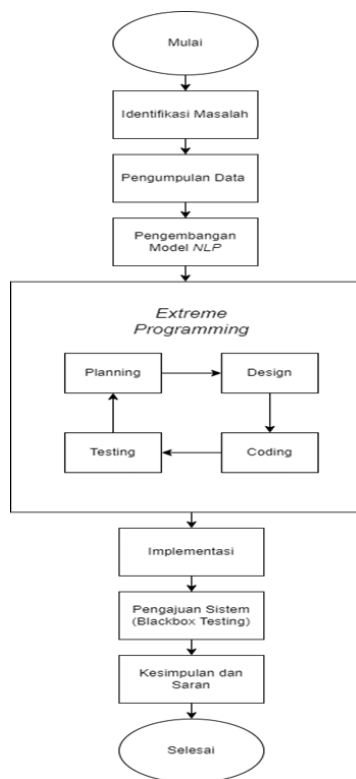 Mulai
Identifikasi Masalah
Pengumpulan Data
Pengembangan
Model NLP
Extreme
Programming
Planning
Design
Testing
Coding
Implementasi
Pengajuan Sistem
(Blackbox Testing)
Kesimpulan dan
Saran
Selesai